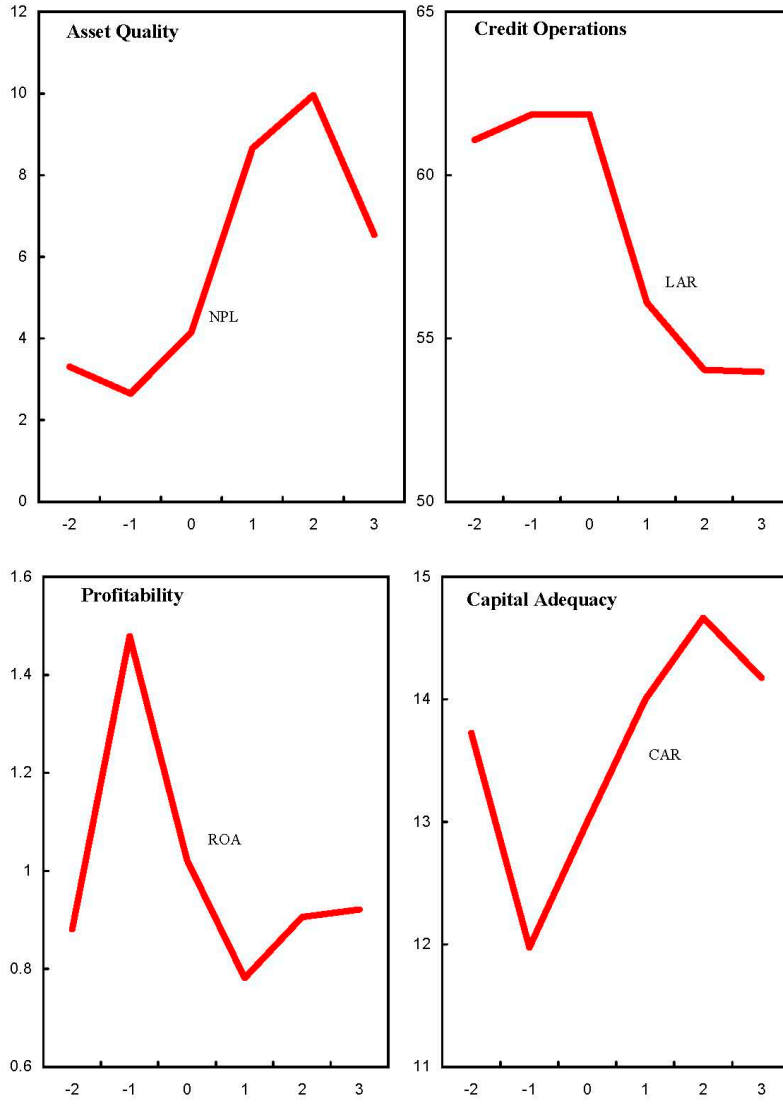 Asset Quality
12
10
8
6
4
2
0
NPL
-2 -1 0 1 2 3
Credit Operations
65
60
55
50
LAR
-2 -1 0 1 2 3
Profitability
1.6
1.4
1.2
1
0.8
0.6
ROA
-2 -1 0 1 2 3
Capital Adequacy
15
14
13
12
11
CAR
-2 -1 0 1 2 3